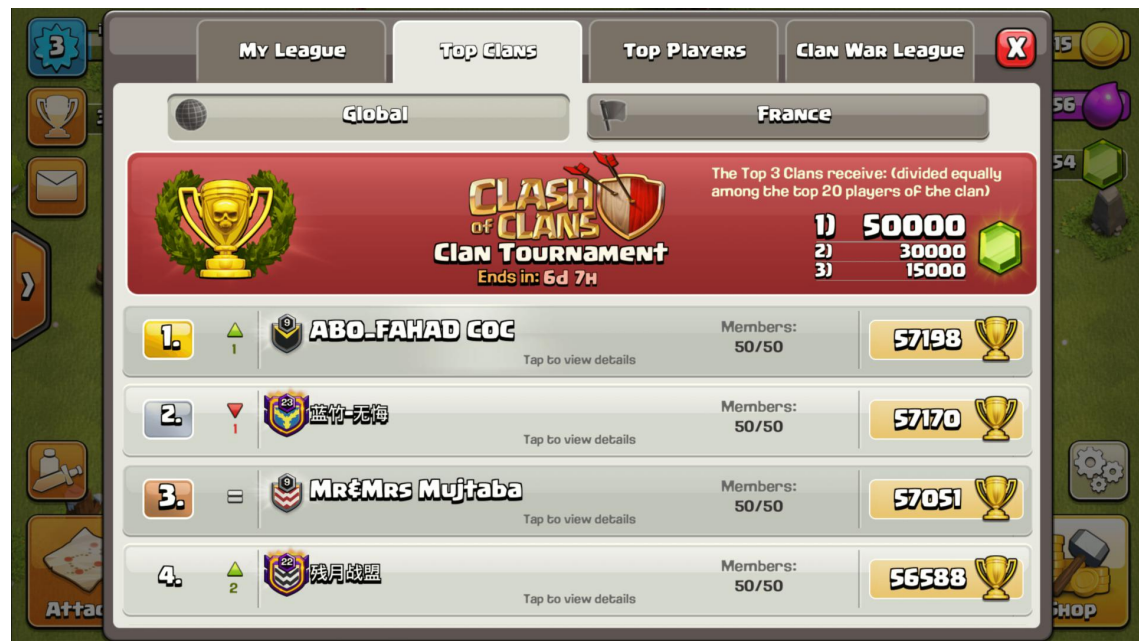 3
My League
Top Clans
Top Players
Clan War League
X
15
Global
France
56
54
CLASH
of CLANS
Clan Tournament
Ends in: 6d 7h
The Top 3 Clans receive: (divided equally
among the top 20 players of the clan)
1) 50000
2) 30000
3) 15000
1.
1
9
ABO_FAHAD COC
Tap to view details
Members:
50/50
57198
2.
1
23
蓝竹-无悔
Tap to view details
Members:
50/50
57170
3.
=
9
Mr&Mrs Mujtaba
Tap to view details
Members:
50/50
57051
4.
2
22
残月战盟
Tap to view details
Members:
50/50
56588
Attac
Shop